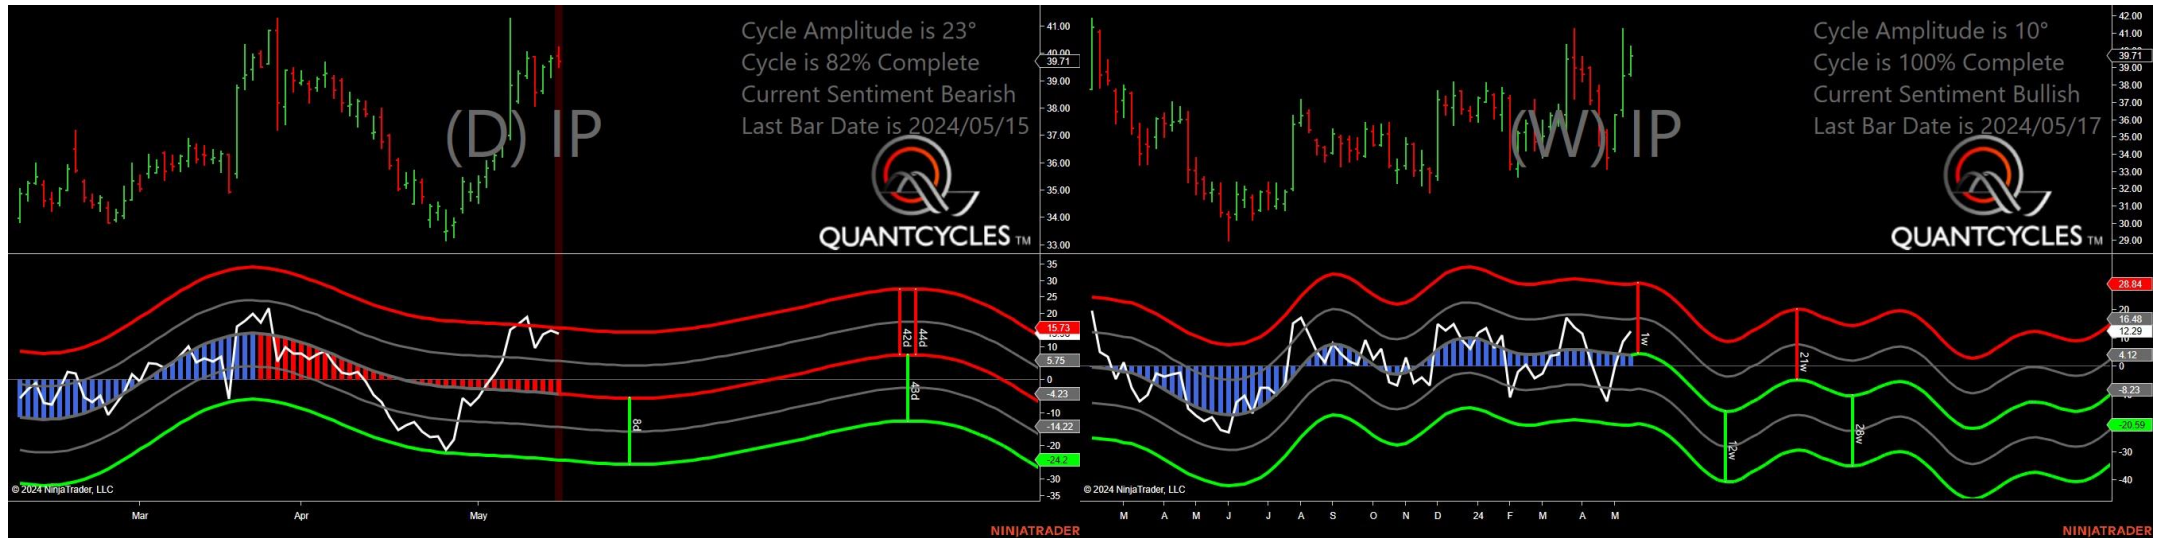 Cycle Amplitude is 23°
Cycle is 82% Complete
Current Sentiment Bearish
Last Bar Date is 2024/05/15
(D) IP
QUANTCYCLES TM
41.00
40.00
39.71
39.00
38.00
37.00
36.00
35.00
34.00
33.00
35
30
25
20
15.73
5.75
0
-4.23
-10
-14.22
-20
-24.2
-30
-35
42d
44d
43d
8d
© 2024 NinjaTrader, LLC
Mar
Apr
May
NINJATRADER
Cycle Amplitude is 10°
Cycle is 100% Complete
Current Sentiment Bullish
Last Bar Date is 2024/05/17
(W) IP
QUANTCYCLES TM
42.00
41.00
39.71
39.00
38.00
37.00
36.00
35.00
34.00
33.00
32.00
31.00
30.00
29.00
28.84
20
16.48
12.29
4.12
0
-8.23
-20.59
-30
-40
1w
21w
12w
28w
© 2024 NinjaTrader, LLC
M A M J J A S O N D 24 F M A M
NINJATRADER